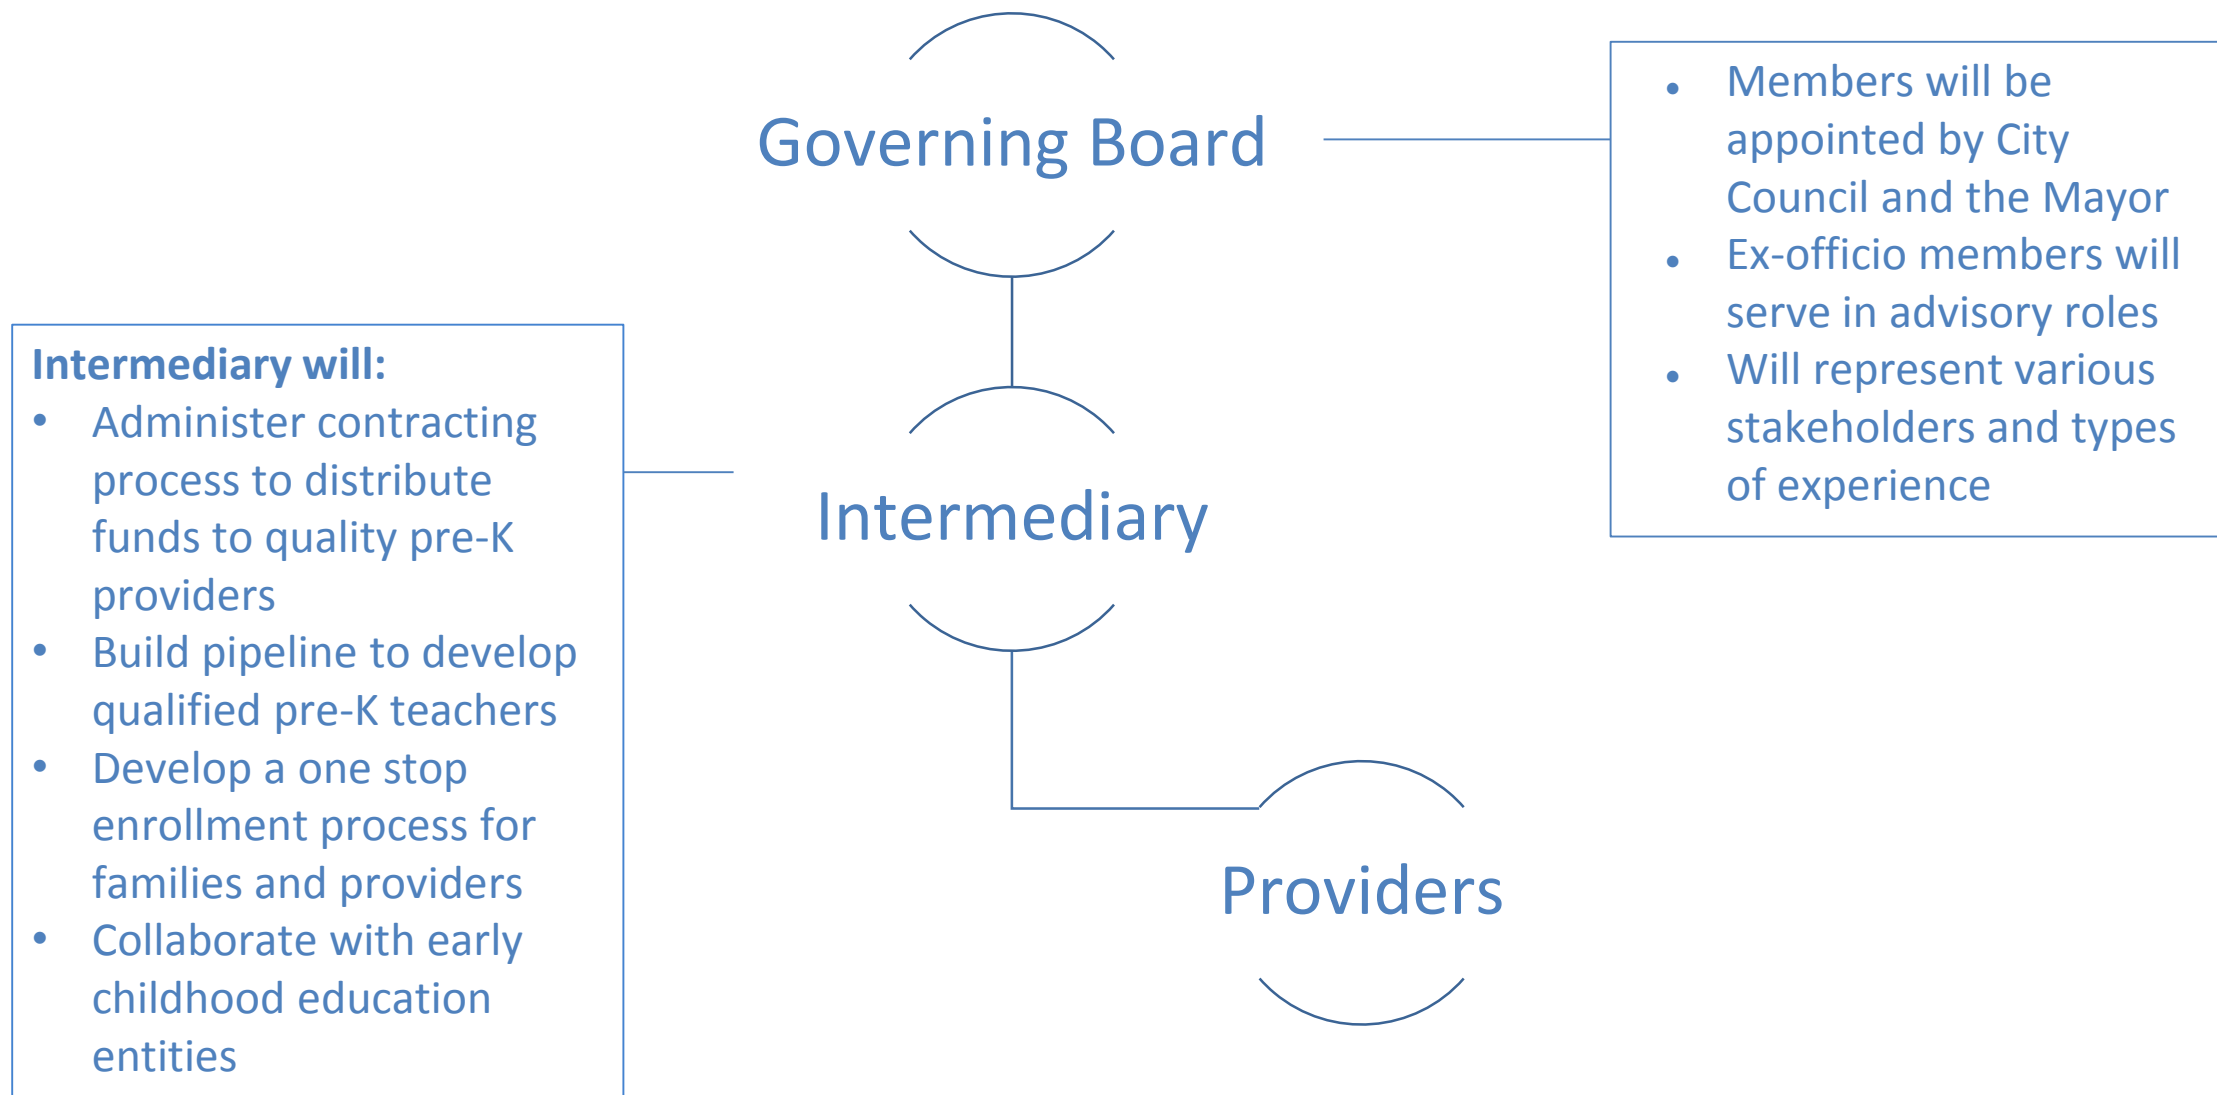 Governing Board
• Members will be
appointed by City
Council and the Mayor
• Ex-officio members will
serve in advisory roles
• Will represent various
stakeholders and types
of experience
Intermediary will:
• Administer contracting
process to distribute
funds to quality pre-K
providers
• Build pipeline to develop
qualified pre-K teachers
• Develop a one stop
enrollment process for
families and providers
• Collaborate with early
childhood education
entities
Intermediary
Providers